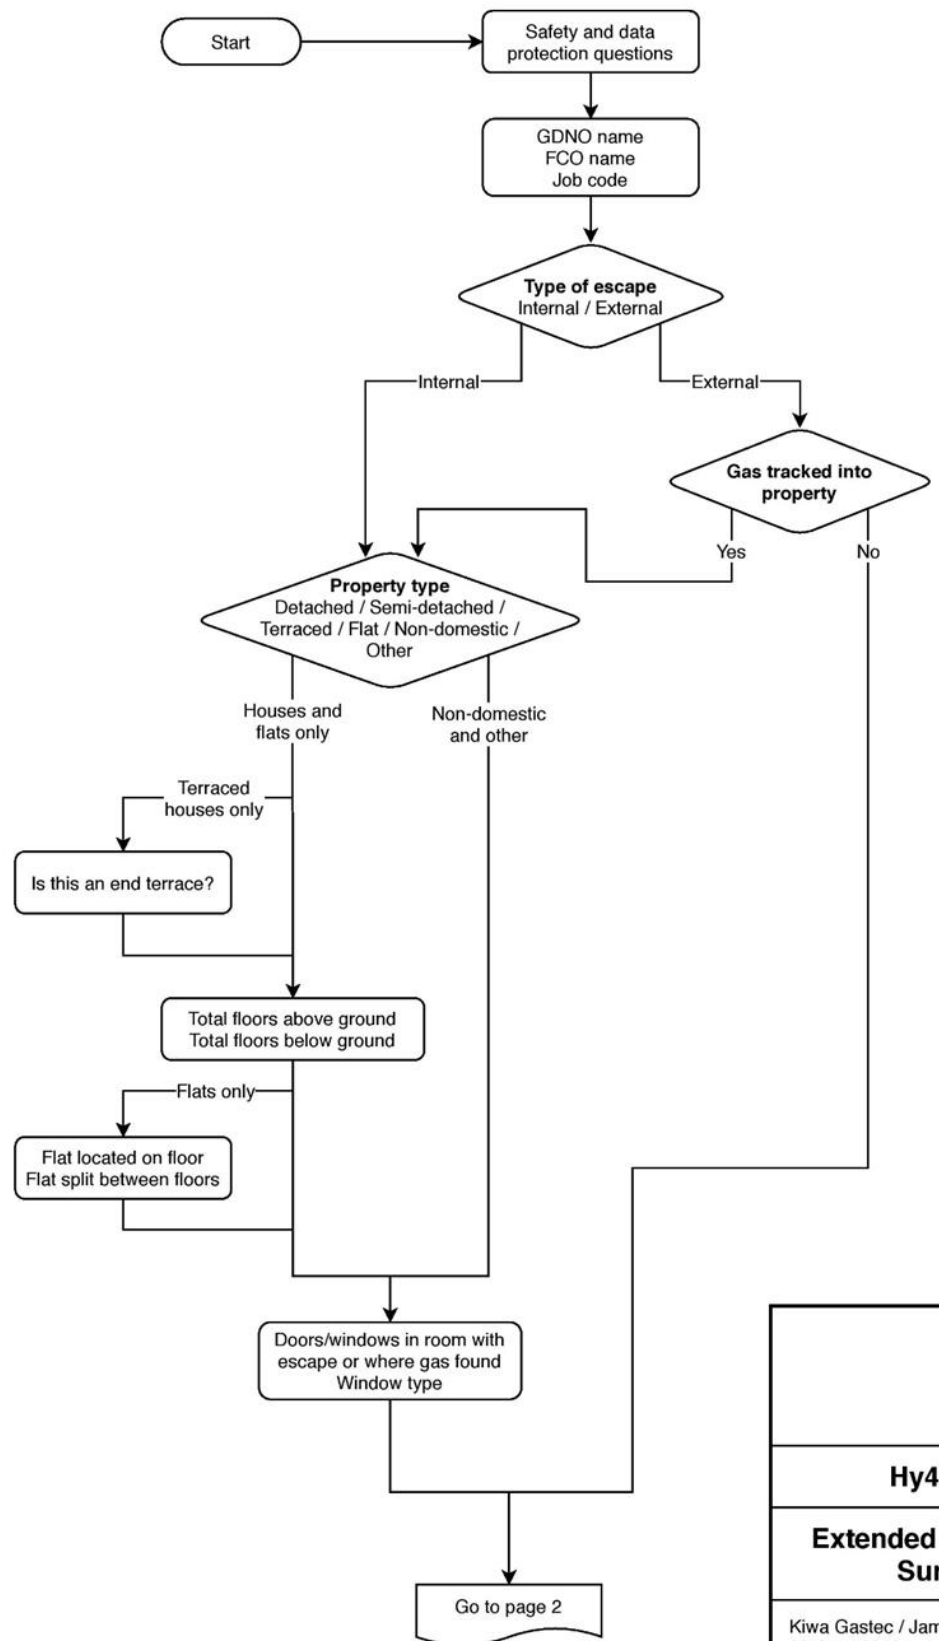 Start
Safety and data
protection questions
GDNO name
FCO name
Job code
Type of escape
Internal / External
Internal
External
Gas tracked into
property
Yes
No
Property type
Detached / Semi-detached /
Terraced / Flat / Non-domestic /
Other
Houses and
flats only
Non-domestic
and other
Terraced
houses only
Is this an end terrace?
Total floors above ground
Total floors below ground
Flats only
Flat located on floor
Flat split between floors
Doors/windows in room with
escape or where gas found
Window type
Go to page 2
Hy4
Extended
Sur
Kiwa Gastec / Jam